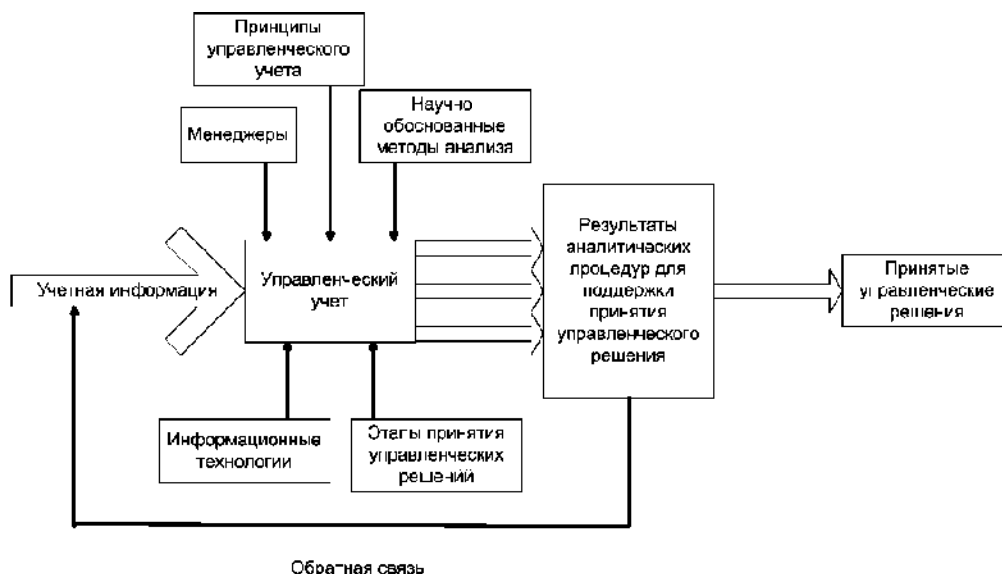 Принципы
управленческого
учета
Менеджеры
Научно
обоснованные
методы анализа
Учетная информация
Управленческий
учет
Результаты
аналитических
процедур для
поддержки
принятия
управленческого
решения
Принятые
управленческие
решения
Информационные
технологии
Этапы принятия
управленческих
решений
Обратная связь